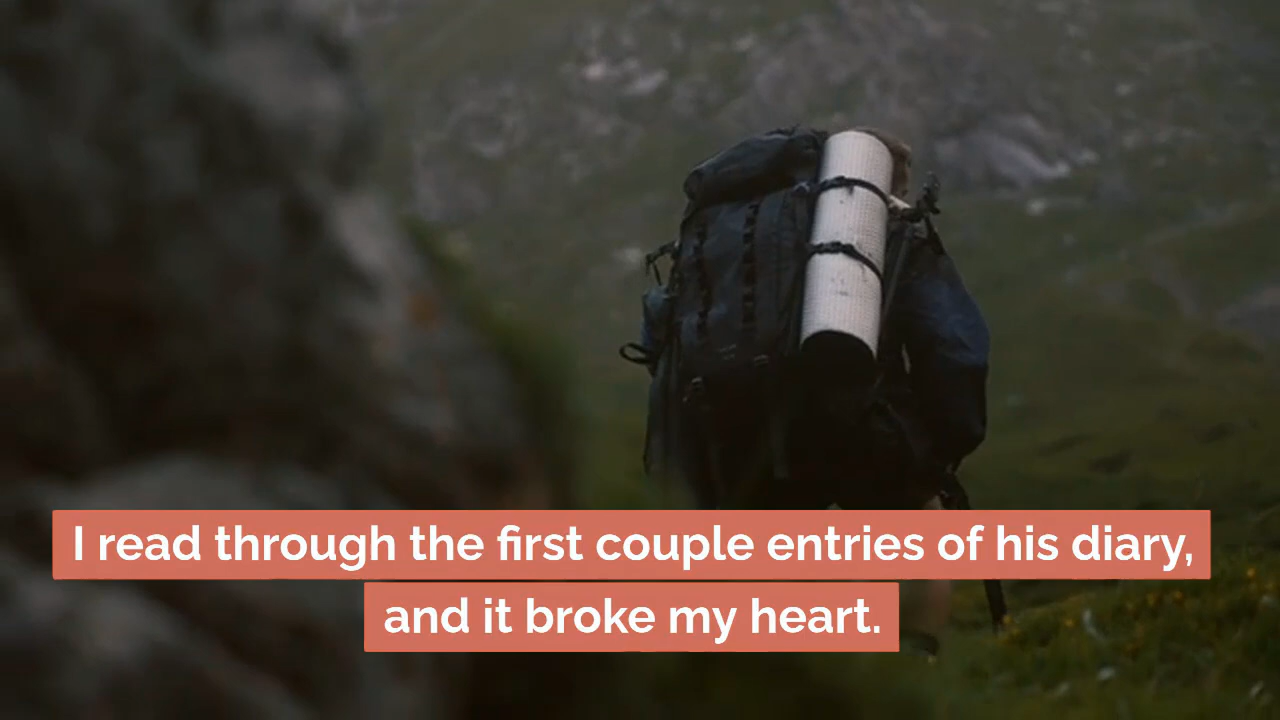 I read through the first couple entries of his diary,
and it broke my heart.